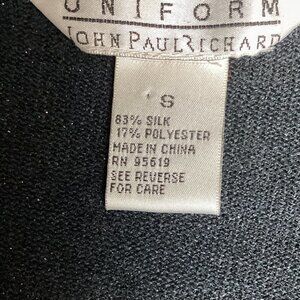 UNIFORM
JOHN PAUL RICHARD
S
83% SILK
17% POLYESTER
MADE IN CHINA
RN 95619
SEE REVERSE
FOR CARE